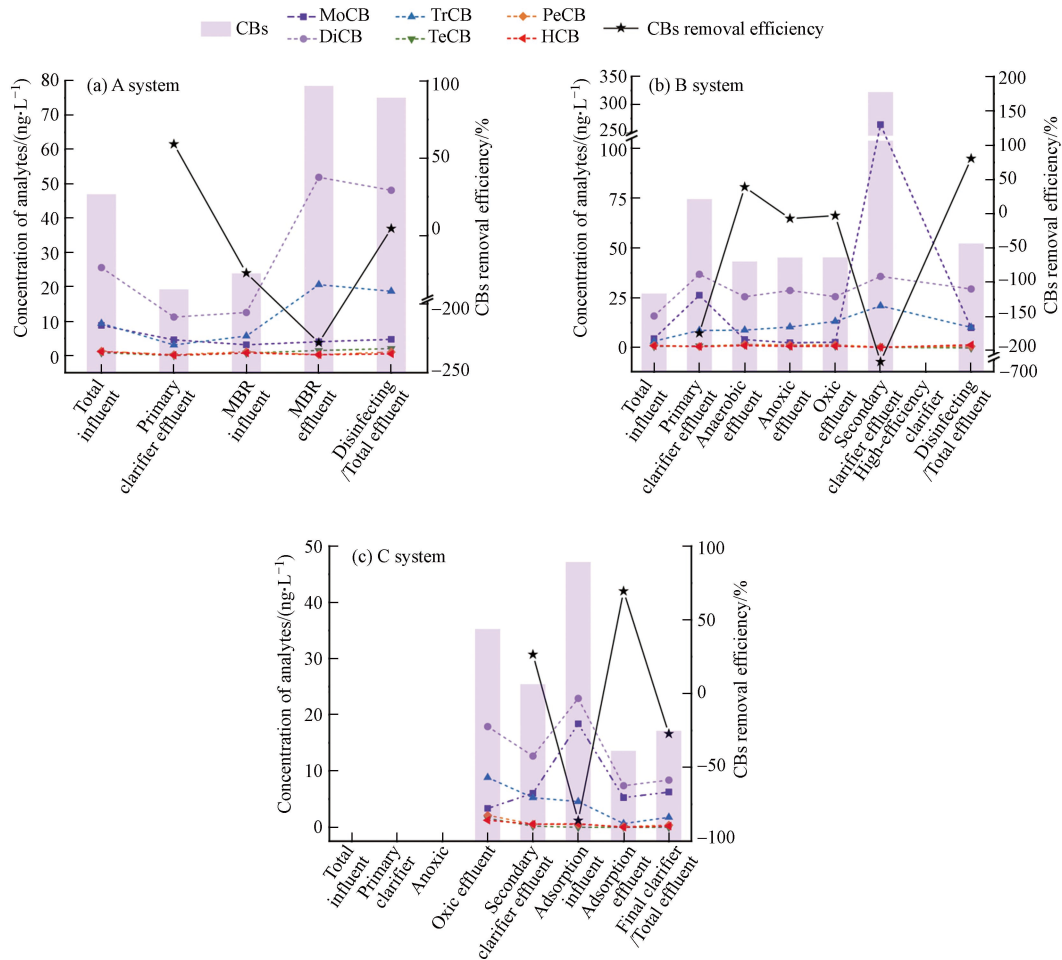 CBs
MoCB
TrCB
PeCB
CBs removal efficiency
DiCB
TeCB
HCB
(a) A system
Concentration of analytes/(ng·L⁻¹)
80
70
60
50
40
30
20
10
0
100
50
0
−200
−250
CBs removal efficiency/%
Total
influent
Primary
clarifier effluent
MBR
influent
MBR
effluent
Disinfecting
/Total effluent
(b) B system
Concentration of analytes/(ng·L⁻¹)
350
300
250
100
75
50
25
0
200
150
100
50
0
−50
−100
−150
−200
−700
CBs removal efficiency/%
Total
influent
Primary
clarifier effluent
Anaerobic
effluent
Anoxic
effluent
Oxic
effluent
Secondary
clarifier effluent
High-efficiency
clarifier
Disinfecting
/Total effluent
(c) C system
Concentration of analytes/(ng·L⁻¹)
50
40
30
20
10
0
100
50
0
−50
−100
CBs removal efficiency/%
Total
influent
Primary
clarifier
Anoxic
Oxic effluent
Secondary
clarifier effluent
Adsorption
influent
Adsorption
effluent
Final clarifier
/Total effluent